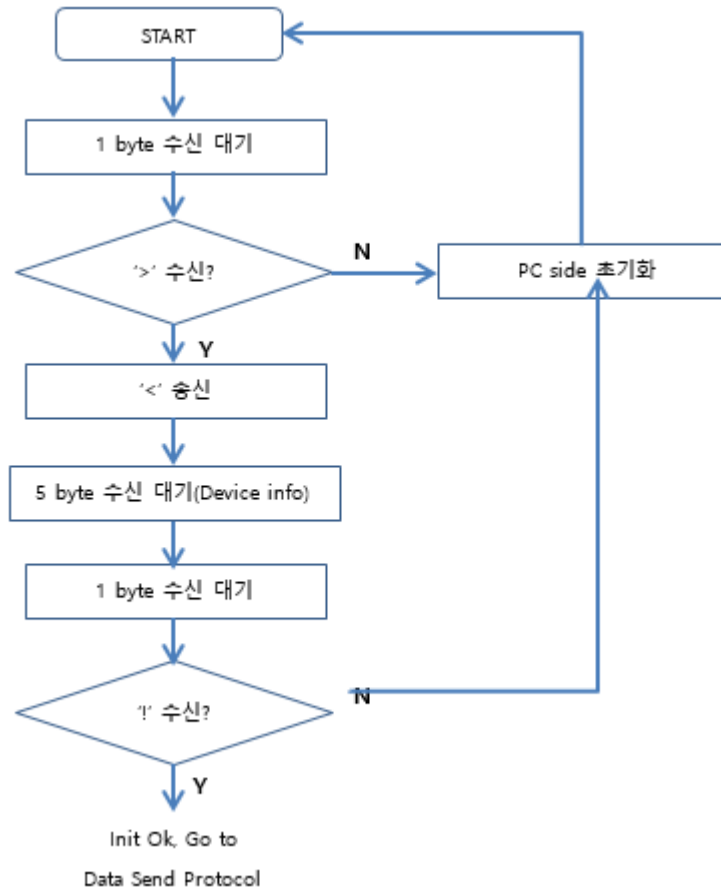 START
1 byte 수신 대기
‘>’ 수신?
N
PC side 초기화
Y
‘<’ 송신
5 byte 수신 대기(Device info)
1 byte 수신 대기
‘!’ 수신?
N
Y
Init Ok, Go to
Data Send Protocol